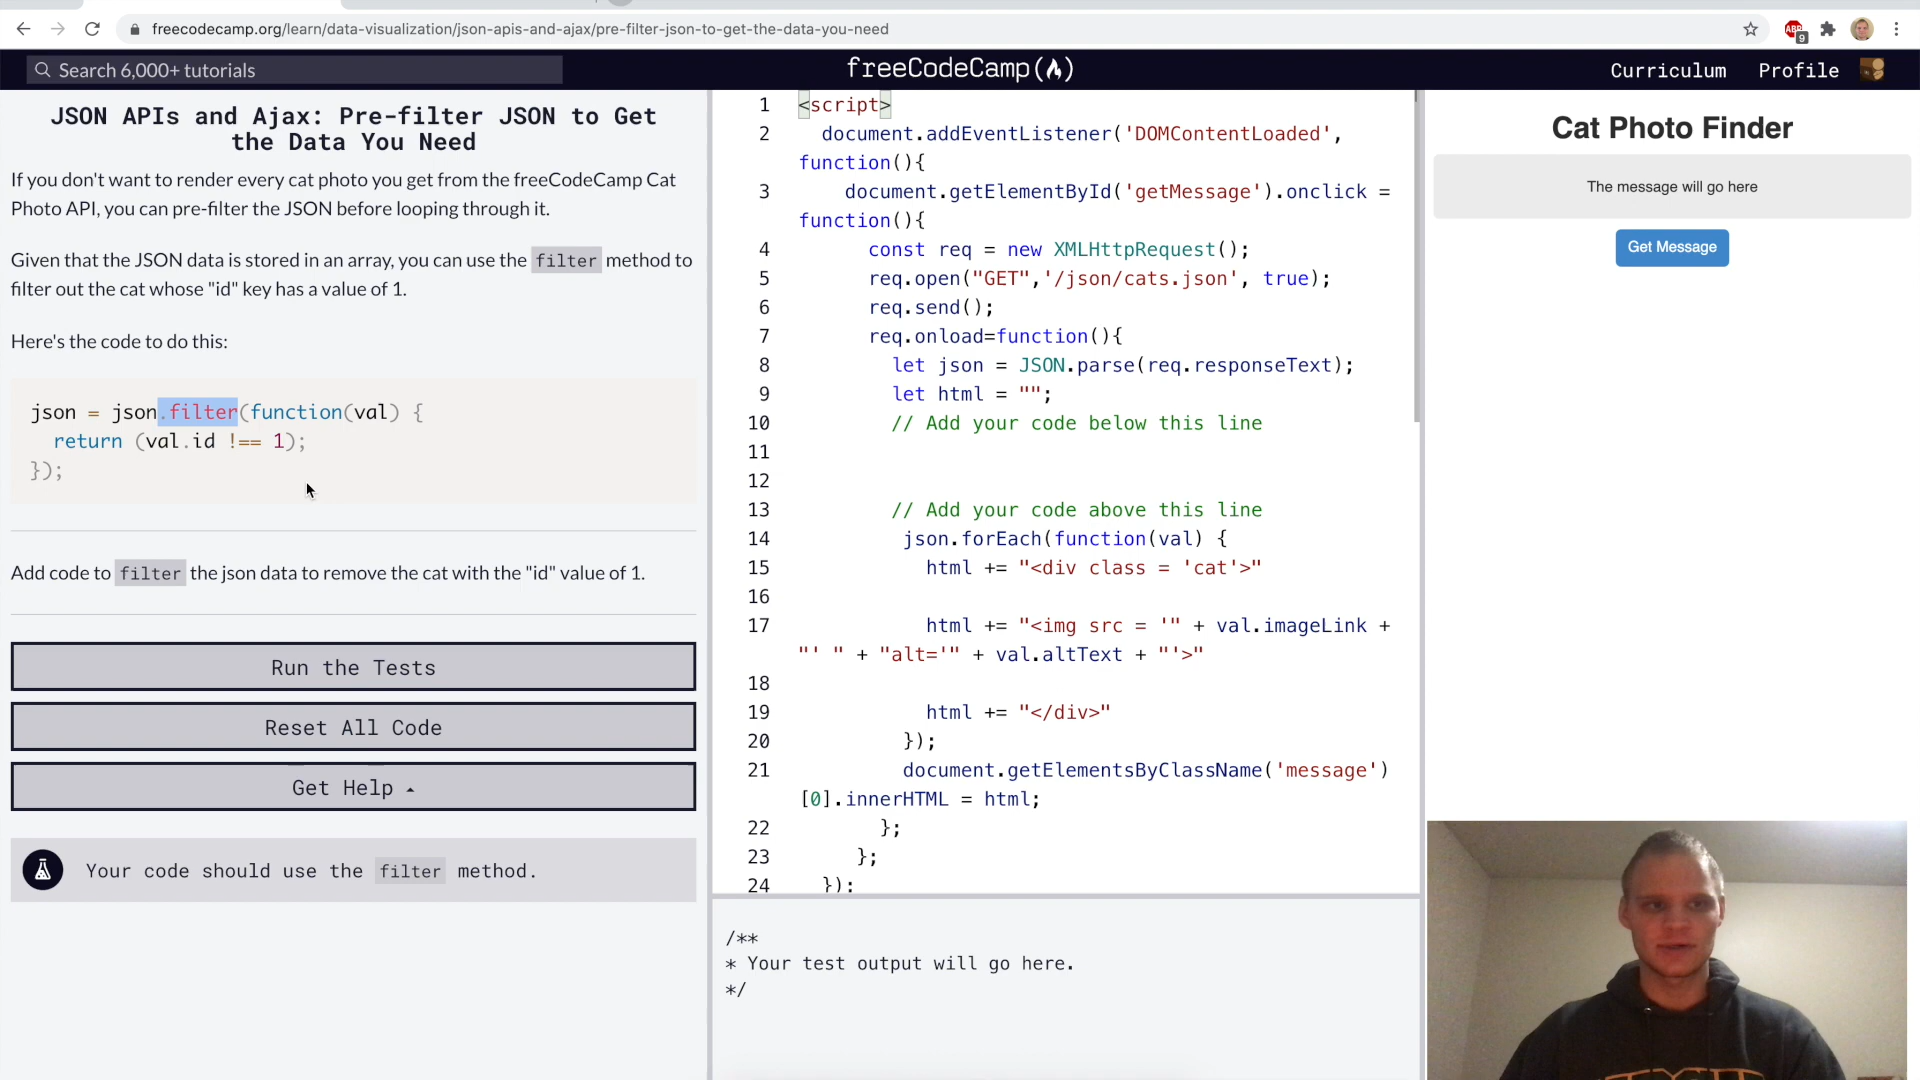 freecodecamp.org/learn/data-visualization/json-apis-and-ajax/pre-filter-json-to-get-the-data-you-need
9
Search 6,000+ tutorials
freeCodeCamp
Curriculum
Profile
JSON APIs and Ajax: Pre-filter JSON to Get
the Data You Need
If you don't want to render every cat photo you get from the freeCodeCamp Cat
Photo API, you can pre-filter the JSON before looping through it.
Given that the JSON data is stored in an array, you can use the filter method to
filter out the cat whose "id" key has a value of 1.
Here's the code to do this:
json = json.filter(function(val) {
return (val.id !== 1);
});
Add code to filter the json data to remove the cat with the "id" value of 1.
Run the Tests
Reset All Code
Get Help
Your code should use the filter method.
1 <script>
2 document.addEventListener('DOMContentLoaded',
function(){
3 document.getElementById('getMessage').onclick =
function(){
4 const req = new XMLHttpRequest();
5 req.open("GET",'/json/cats.json', true);
6 req.send();
7 req.onload=function(){
8 let json = JSON.parse(req.responseText);
9 let html = "";
10 // Add your code below this line
11
12
13 // Add your code above this line
14 json.forEach(function(val) {
15 html += "<div class = 'cat'>"
16
17 html += "<img src = '" + val.imageLink +
"' " + "alt='" + val.altText + "'>"
18
19 html += "</div>"
20 });
21 document.getElementsByClassName('message')
[0].innerHTML = html;
22 };
23 };
24 });
/**
* Your test output will go here.
*/
Cat Photo Finder
The message will go here
Get Message